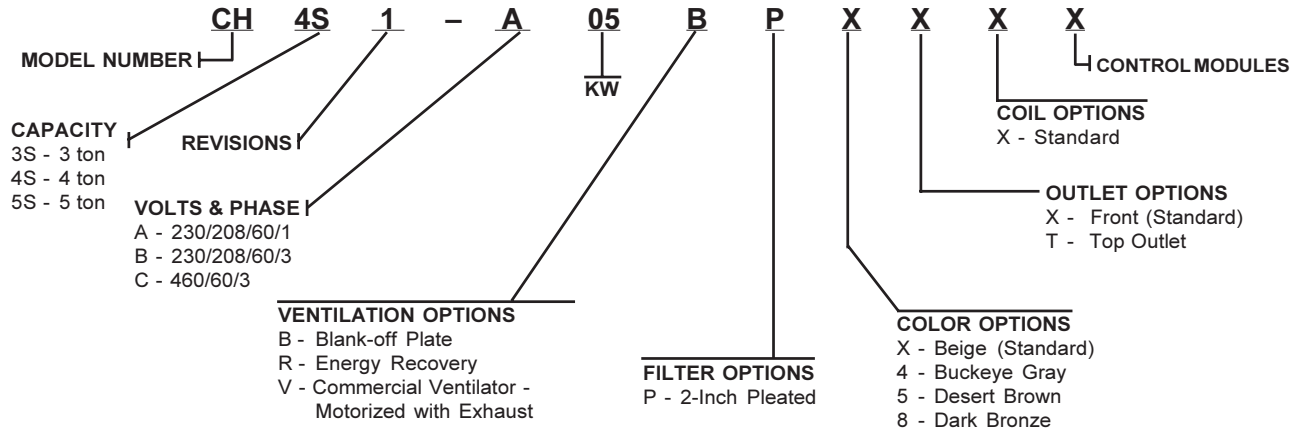 CH 4S 1 – A 05 B P X X X X
MODEL NUMBER
CONTROL MODULES
KW
COIL OPTIONS
X - Standard
CAPACITY
3S - 3 ton
4S - 4 ton
5S - 5 ton
REVISIONS
OUTLET OPTIONS
X - Front (Standard)
T - Top Outlet
VOLTS & PHASE
A - 230/208/60/1
B - 230/208/60/3
C - 460/60/3
VENTILATION OPTIONS
B - Blank-off Plate
R - Energy Recovery
V - Commercial Ventilator -
Motorized with Exhaust
FILTER OPTIONS
P - 2-Inch Pleated
COLOR OPTIONS
X - Beige (Standard)
4 - Buckeye Gray
5 - Desert Brown
8 - Dark Bronze